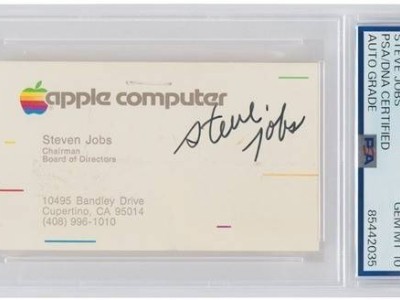 apple computer
Steven Jobs
Chairman
Board of Directors
steve jobs
10495 Bandley Drive
Cupertino, CA 95014
(408) 996-1010
STEVE JOBS
PSA/DNA CERTIFIED
AUTO GRADE
PSA
GEM MT 10
85442035